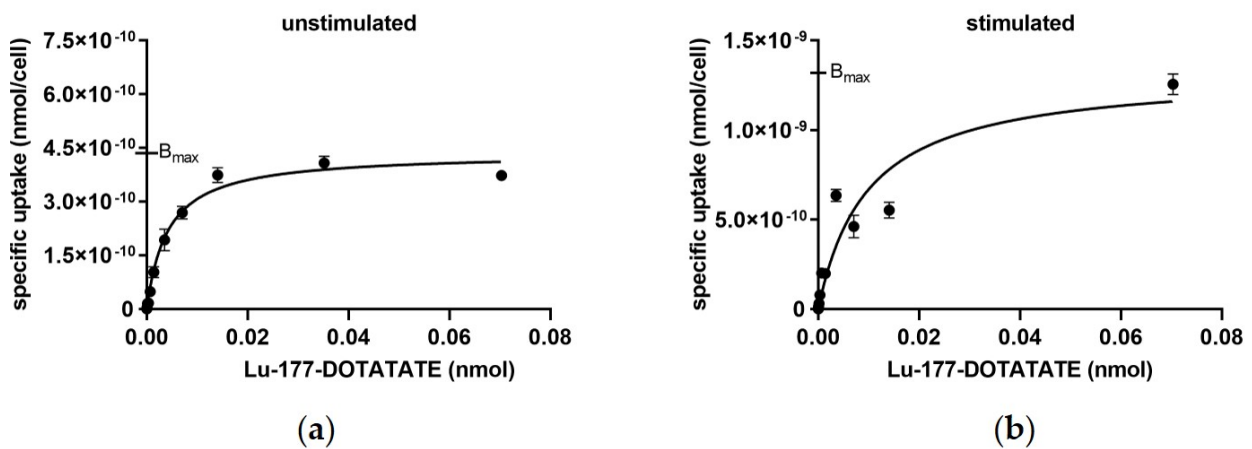 unstimulated
specific uptake (nmol/cell)
7.5×10⁻¹⁰
6.0×10⁻¹⁰
4.5×10⁻¹⁰
3.0×10⁻¹⁰
1.5×10⁻¹⁰
0
Bmax
0.00 0.02 0.04 0.06 0.08
Lu-177-DOTATATE (nmol)
(a)
stimulated
specific uptake (nmol/cell)
1.5×10⁻⁹
1.0×10⁻⁹
5.0×10⁻¹⁰
0
Bmax
0.00 0.02 0.04 0.06 0.08
Lu-177-DOTATATE (nmol)
(b)